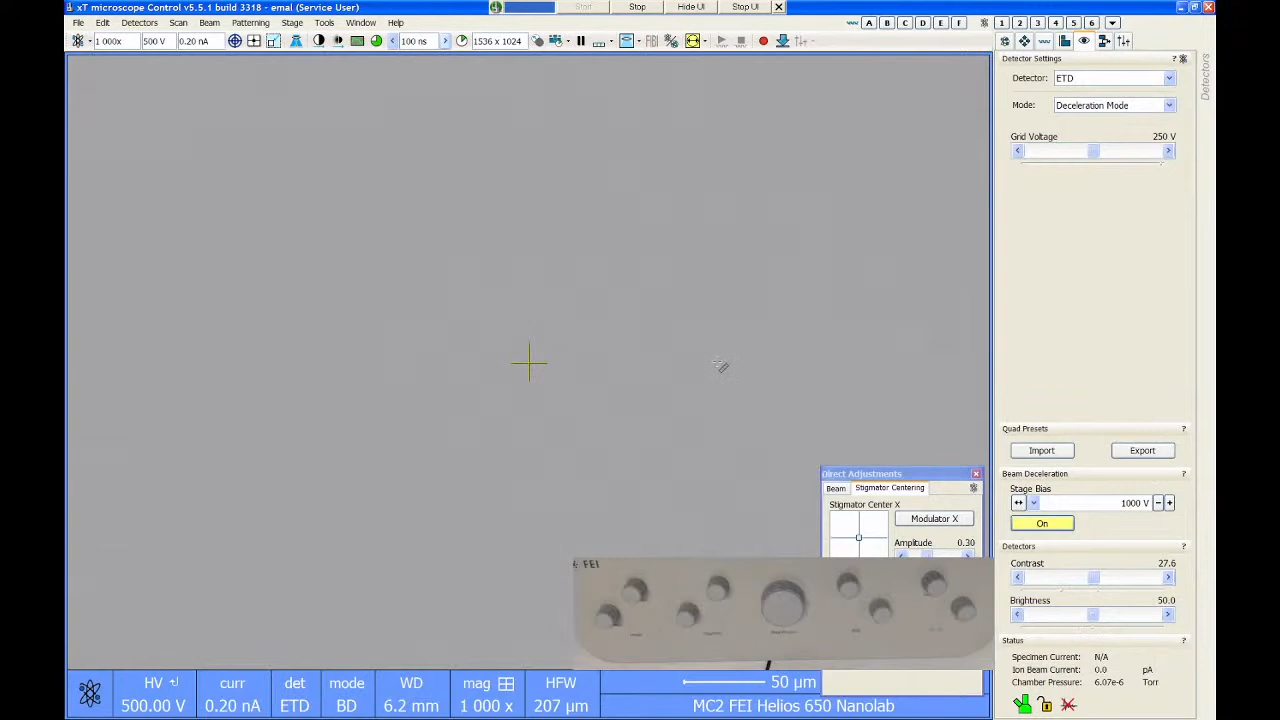 xT microscope Control v5.5.1 build 3318 - emal (Service User)
Start
Stop
Hide UI
Stop UI
File Edit Detectors Scan Beam Patterning Stage Tools Window Help
A B C D E F
1 2 3 4 5 6
1 000x 500 V 0.20 nA 100 ns 1536 x 1024
Detector Settings ?
Detector: ETD
Mode: Deceleration Mode
Grid Voltage 250 V
Detectors
Quad Presets ?
Import Export
Beam Deceleration ?
Stage Bias
1000 V
On
Detectors ?
Contrast 27.6
Brightness 50.0
Status ?
Specimen Current: N/A
Ion Beam Current: 0.0 pA
Chamber Pressure: 6.07e-6 Torr
Direct Adjustments
Beam Stigmator Centering
Stigmator Center X
Modulator X
Amplitude 0.30
FEI
HV curr det mode WD mag HFW 50 µm
500.00 V 0.20 nA ETD BD 6.2 mm 1 000 x 207 µm MC2 FEI Helios 650 Nanolab